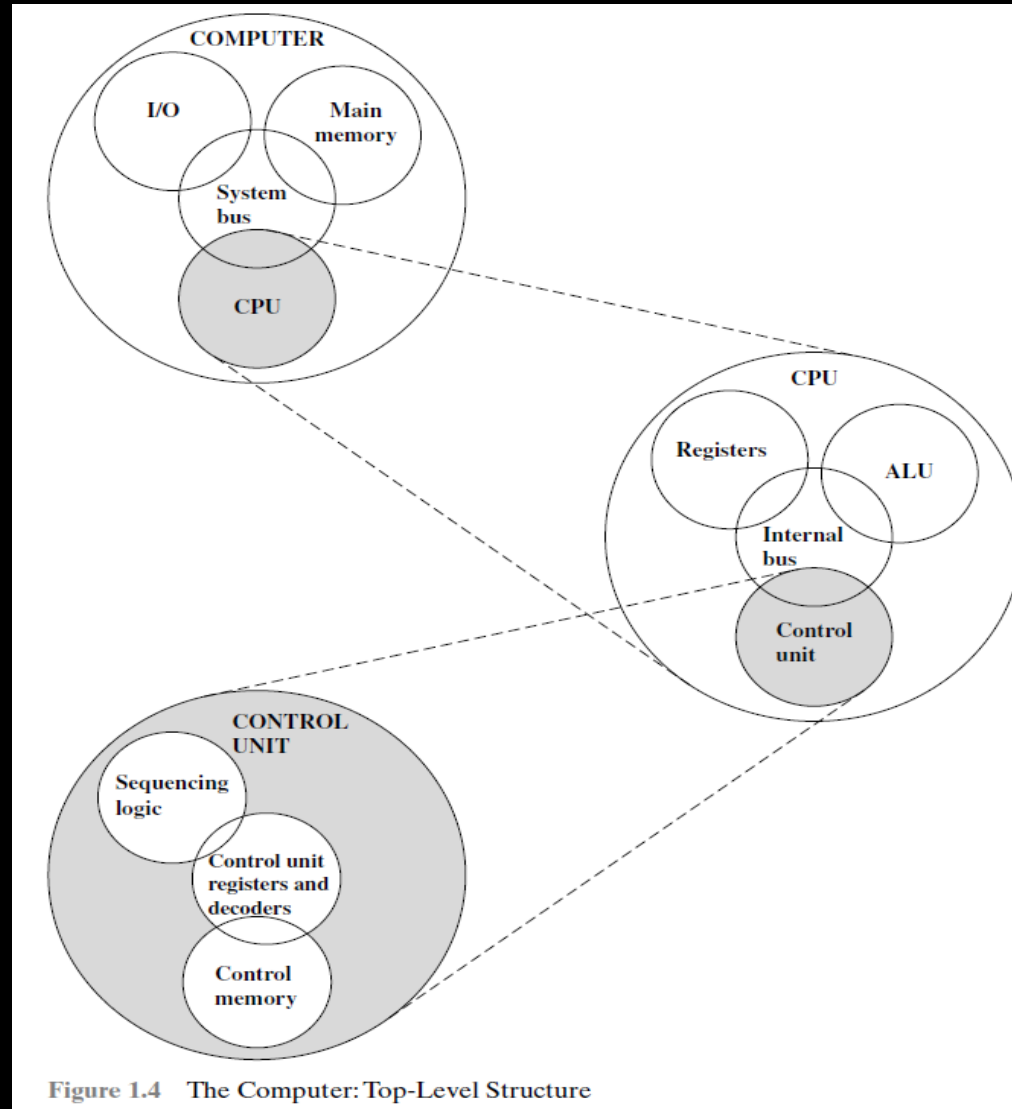 COMPUTER
I/O
Main
memory
System
bus
CPU
CPU
Registers
ALU
Internal
bus
Control
unit
CONTROL
UNIT
Sequencing
logic
Control unit
registers and
decoders
Control
memory
Figure 1.4 The Computer: Top-Level Structure